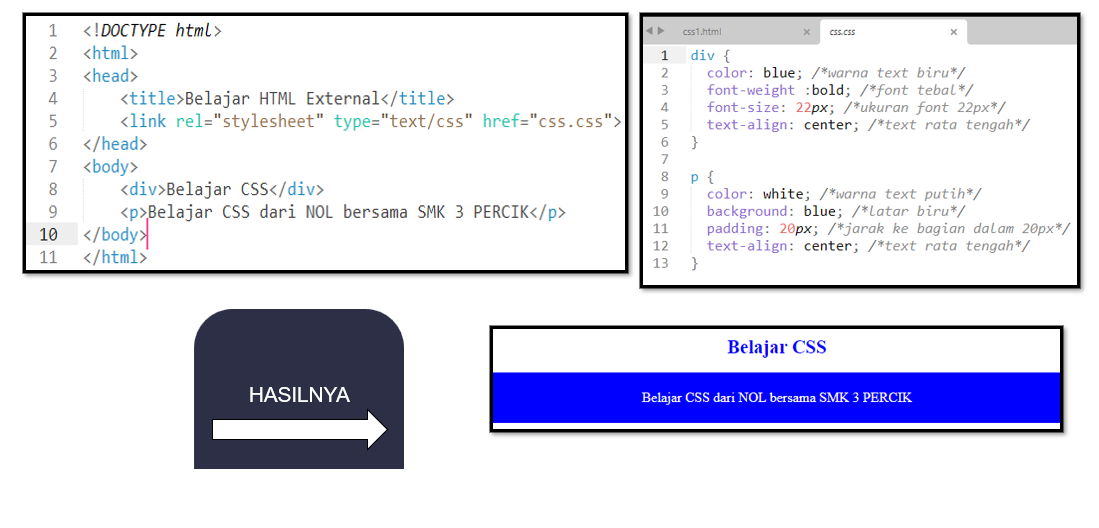 1 <!DOCTYPE html>
2 <html>
3 <head>
4 <title>Belajar HTML External</title>
5 <link rel="stylesheet" type="text/css" href="css.css">
6 </head>
7 <body>
8 <div>Belajar CSS</div>
9 <p>Belajar CSS dari NOL bersama SMK 3 PERCIK</p>
10 </body>
11 </html>
css1.html × css.css ×
1 div {
2 color: blue; /*warna text biru*/
3 font-weight :bold; /*font tebal*/
4 font-size: 22px; /*ukuran font 22px*/
5 text-align: center; /*text rata tengah*/
6 }
7
8 p {
9 color: white; /*warna text putih*/
10 background: blue; /*latar biru*/
11 padding: 20px; /*jarak ke bagian dalam 20px*/
12 text-align: center; /*text rata tengah*/
13 }
HASILNYA
Belajar CSS
Belajar CSS dari NOL bersama SMK 3 PERCIK